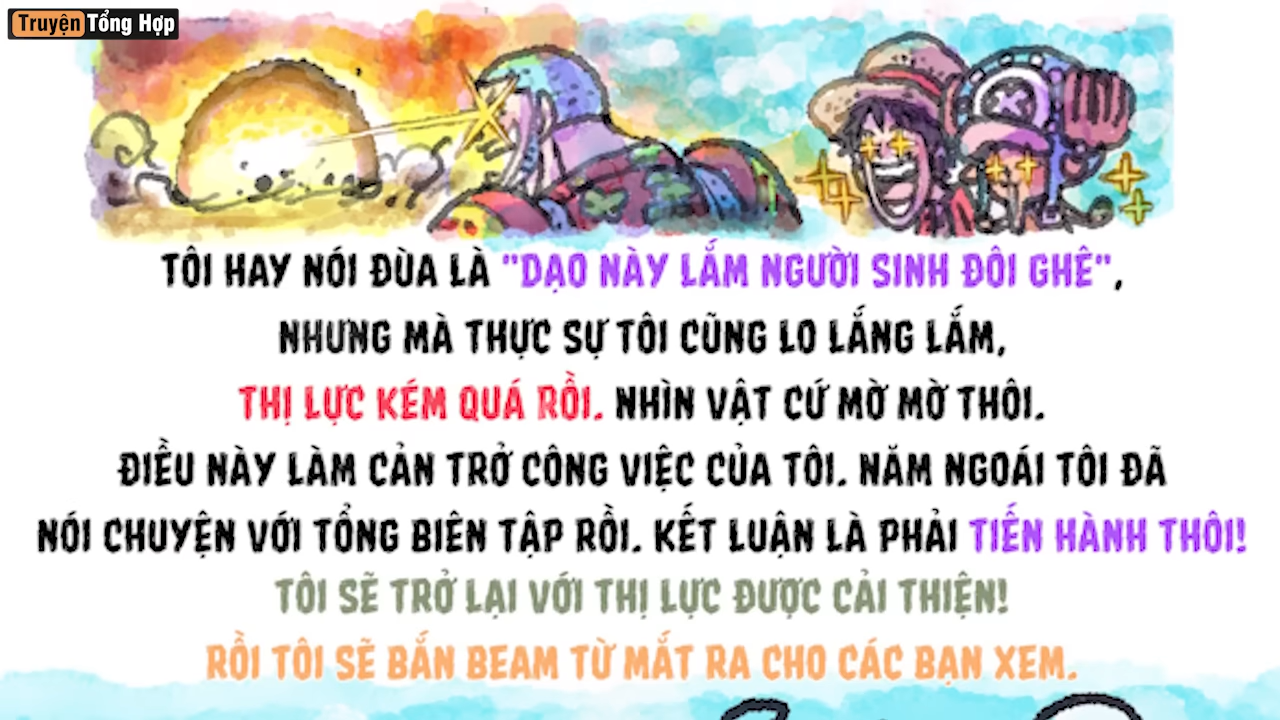 Truyện Tổng Hợp
TÔI HAY NÓI ĐÙA LÀ "DẠO NÀY LẮM NGƯỜI SINH ĐÔI GHÊ",
NHƯNG MÀ THỰC SỰ TÔI CŨNG LO LẮNG LẮM,
THỊ LỰC KÉM QUÁ RỒI. NHÌN VẬT CỨ MỜ MỜ THÔI.
ĐIỀU NÀY LÀM CẢN TRỞ CÔNG VIỆC CỦA TÔI. NĂM NGOÁI TÔI ĐÃ
NÓI CHUYỆN VỚI TỔNG BIÊN TẬP RỒI. KẾT LUẬN LÀ PHẢI TIẾN HÀNH THÔI!
TÔI SẼ TRỞ LẠI VỚI THỊ LỰC ĐƯỢC CẢI THIỆN!
RỒI TÔI SẼ BẮN BEAM TỪ MẮT RA CHO CÁC BẠN XEM.